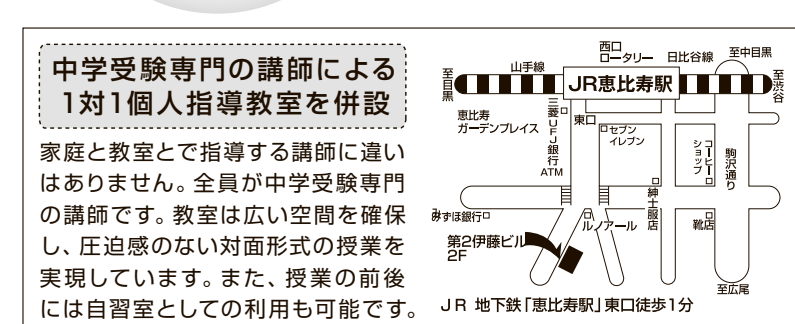 中学受験専門の講師による
1対1個人指導教室を併設
家庭と教室とで指導する講師に違い
はありません。全員が中学受験専門
の講師です。教室は広い空間を確保
し、圧迫感のない対面形式の授業を
実現しています。また、授業の前後
には自習室としての利用も可能です。
西口
ロータリー
日比谷線
至中目黒
山手線
至目黒
JR恵比寿駅
至渋谷
恵比寿
ガーデンプレイス
三菱UFJ銀行
ATM
東口
セブン
イレブン
コーヒー
ショップ
駒沢通り
紳士服店
みずほ銀行
ルノアール
靴店
第2伊藤ビル
2F
至広尾
JR 地下鉄「恵比寿駅」東口徒歩1分